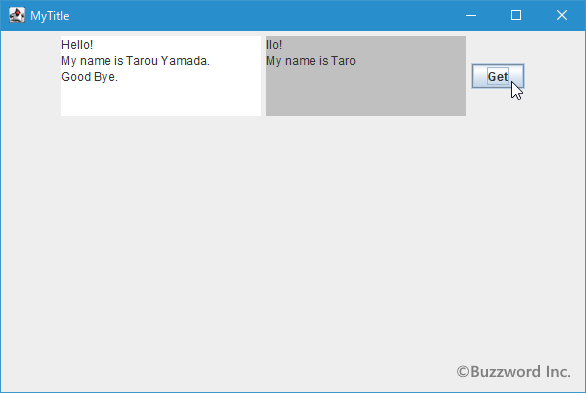 MyTitle
Hello!
My name is Tarou Yamada.
Good Bye.
llo!
My name is Taro
Get
©Buzzword Inc.